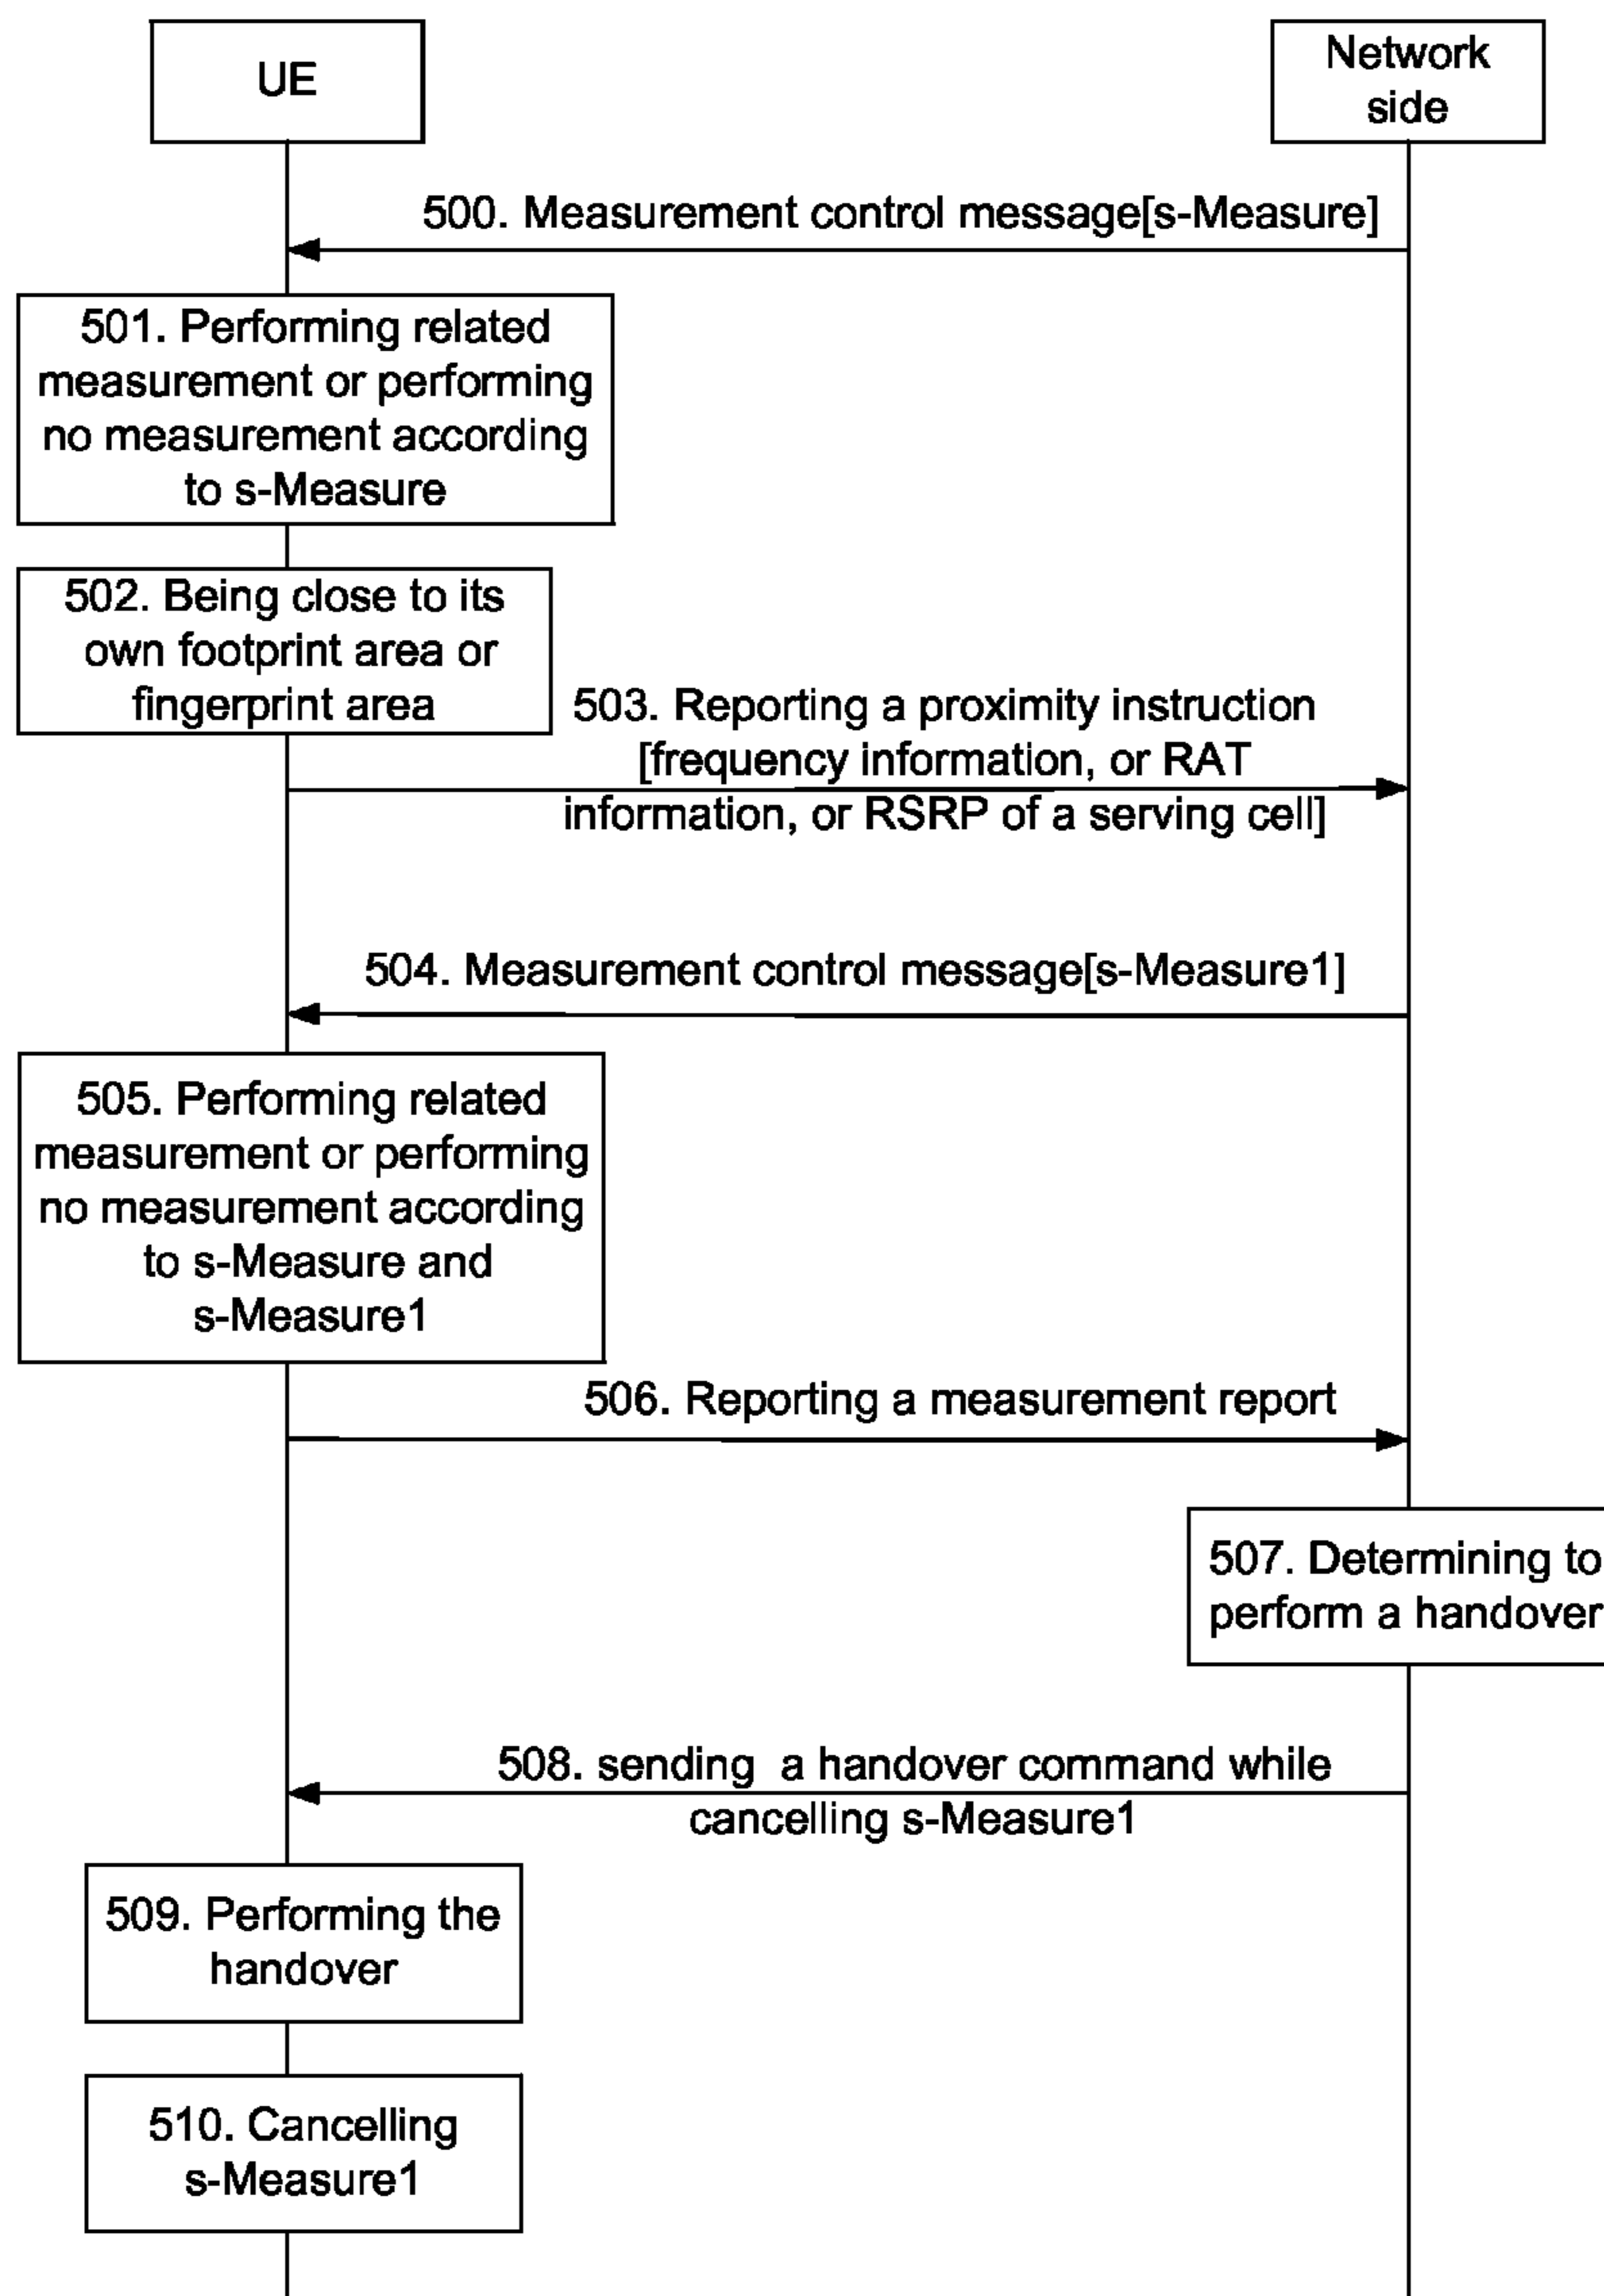 UE
Network
side
500. Measurement control message[s-Measure]
501. Performing related
measurement or performing
no measurement according
to s-Measure
502. Being close to its
own footprint area or
fingerprint area
503. Reporting a proximity instruction
[frequency information, or RAT
information, or RSRP of a serving cell]
504. Measurement control message[s-Measure1]
505. Performing related
measurement or performing
no measurement according
to s-Measure and
s-Measure1
506. Reporting a measurement report
507. Determining to
perform a handover
508. sending  a handover command while
cancelling s-Measure1
509. Performing the
handover
510. Cancelling
s-Measure1